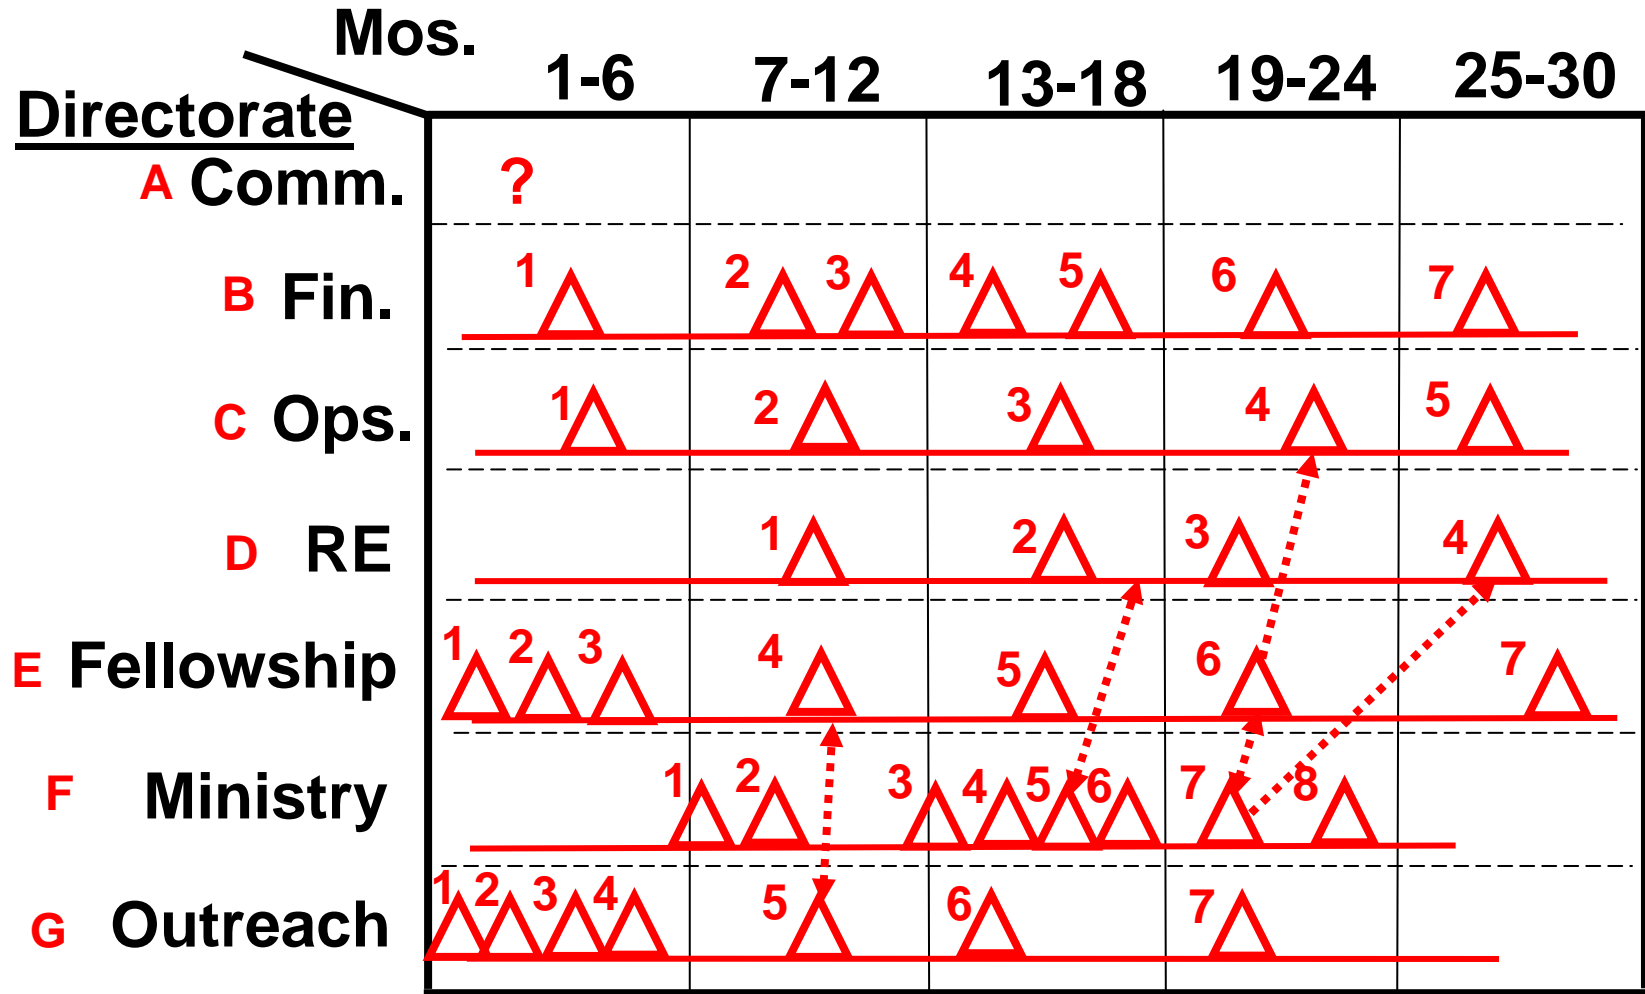 Mos.
1-6 7-12 13-18 19-24 25-30
Directorate
A Comm. ?
B Fin. 1 2 3 4 5 6 7
C Ops. 1 2 3 4 5
D RE 1 2 3 4
E Fellowship 1 2 3 4 5 6 7
F Ministry 1 2 3 4 5 6 7 8
G Outreach 1 2 3 4 5 6 7